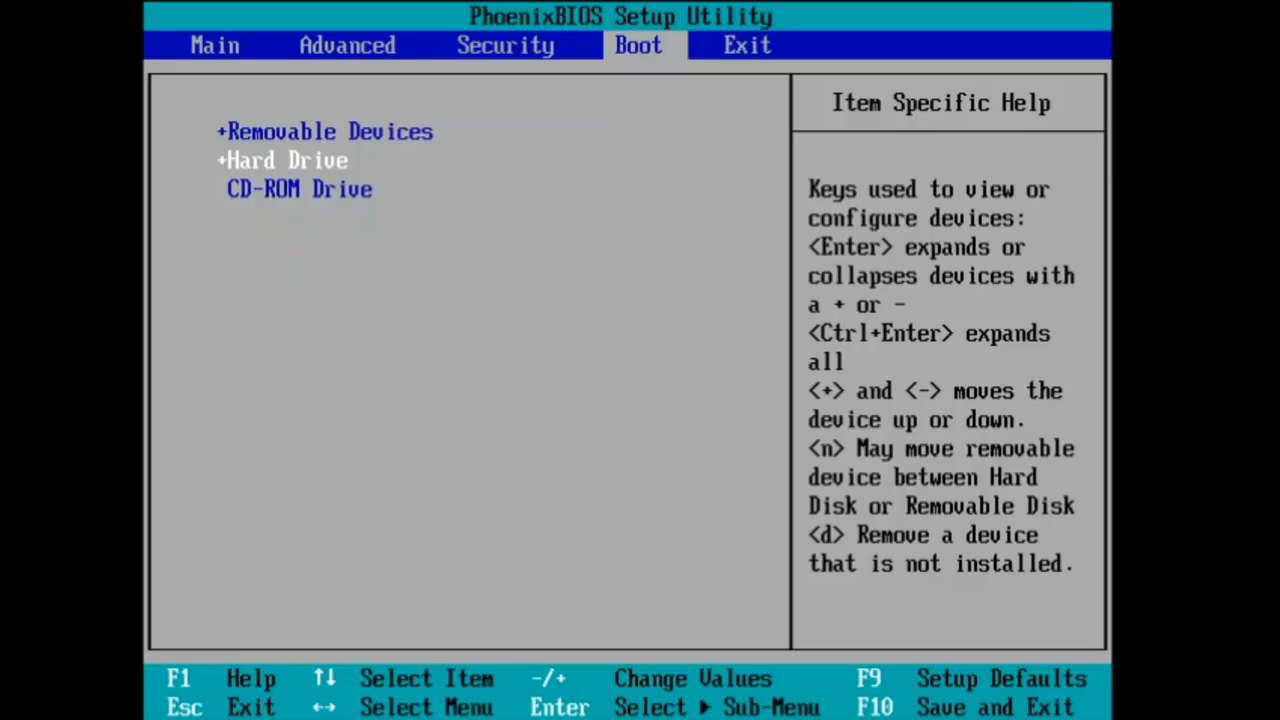 PhoenixBIOS Setup Utility
Main Advanced Security Boot Exit
+Removable Devices
+Hard Drive
CD-ROM Drive
Item Specific Help
Keys used to view or
configure devices:
<Enter> expands or
collapses devices with
a + or -
<Ctrl+Enter> expands
all
<+> and <-> moves the
device up or down.
<n> May move removable
device between Hard
Disk or Removable Disk
<d> Remove a device
that is not installed.
F1 Help ↑↓ Select Item -/+ Change Values F9 Setup Defaults
Esc Exit ↔ Select Menu Enter Select ▶ Sub-Menu F10 Save and Exit